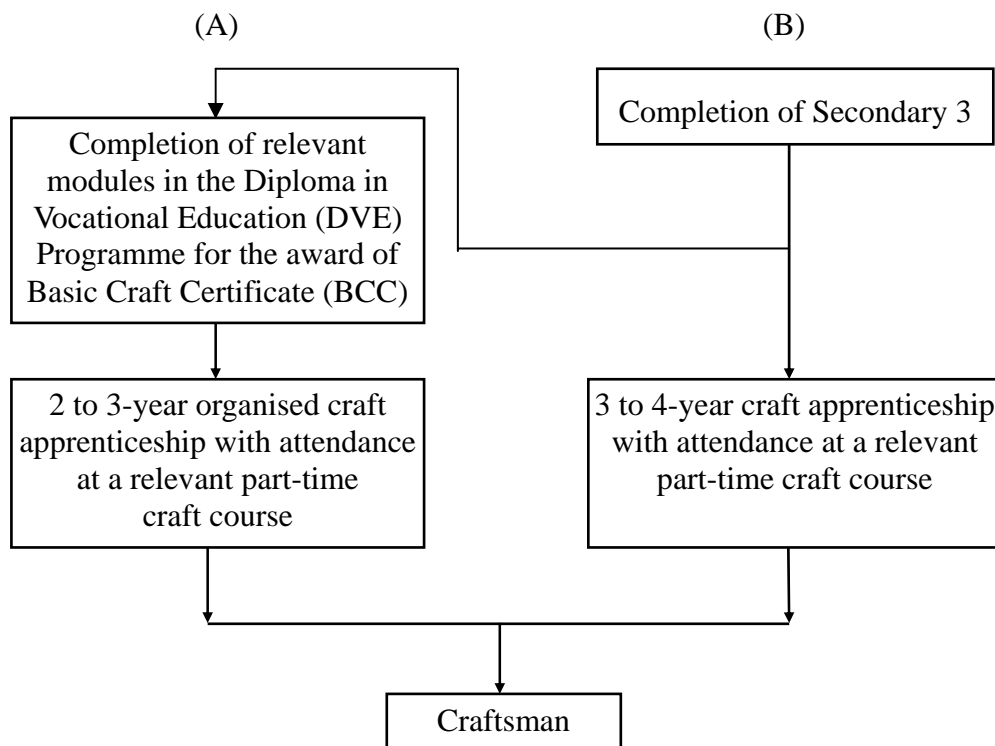 (A)
(B)
Completion of Secondary 3
Completion of relevant
modules in the Diploma in
Vocational Education (DVE)
Programme for the award of
Basic Craft Certificate (BCC)
2 to 3-year organised craft
apprenticeship with attendance
at a relevant part-time
craft course
3 to 4-year craft apprenticeship
with attendance at a relevant
part-time craft course
Craftsman